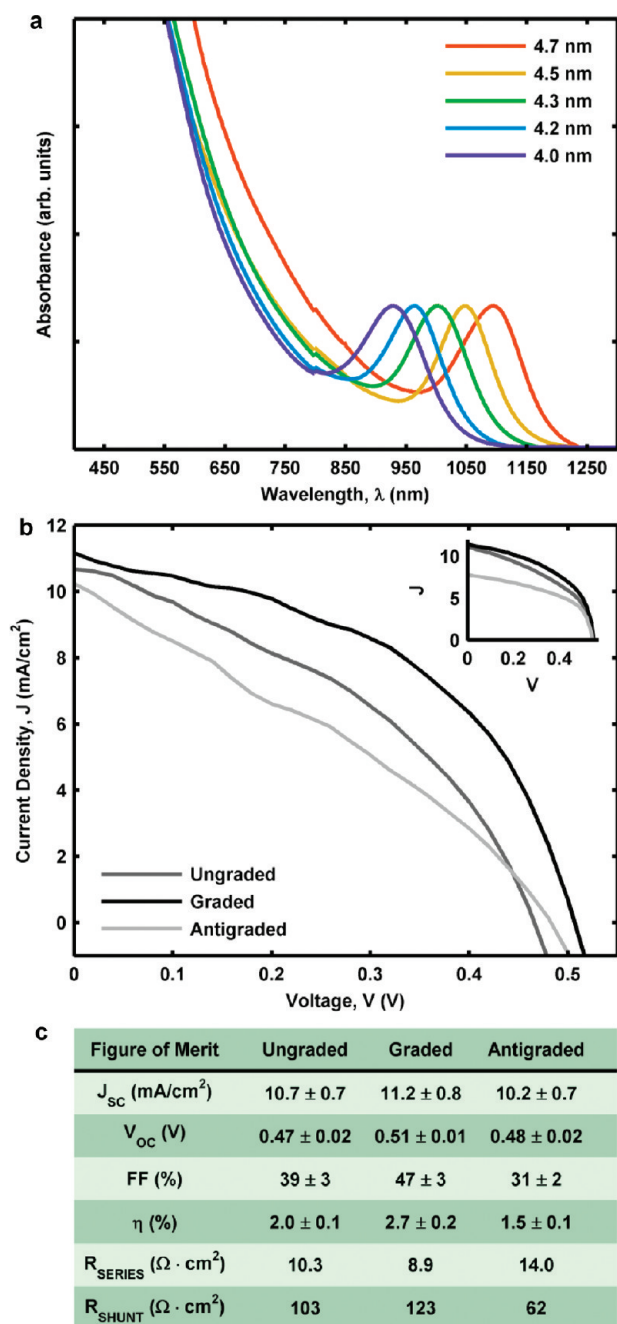 a
4.7 nm
4.5 nm
4.3 nm
4.2 nm
4.0 nm
Absorbance (arb. units)
450 550 650 750 850 950 1050 1150 1250
Wavelength, λ (nm)
b
12
10
8
6
4
2
0
Current Density, J (mA/cm²)
10
5
0
J
0 0.2 0.4
V
Ungraded
Graded
Antigraded
0 0.1 0.2 0.3 0.4 0.5
Voltage, V (V)
c
Figure of Merit Ungraded Graded Antigraded
J_SC (mA/cm²) 10.7 ± 0.7 11.2 ± 0.8 10.2 ± 0.7
V_OC (V) 0.47 ± 0.02 0.51 ± 0.01 0.48 ± 0.02
FF (%) 39 ± 3 47 ± 3 31 ± 2
η (%) 2.0 ± 0.1 2.7 ± 0.2 1.5 ± 0.1
R_SERIES (Ω · cm²) 10.3 8.9 14.0
R_SHUNT (Ω · cm²) 103 123 62